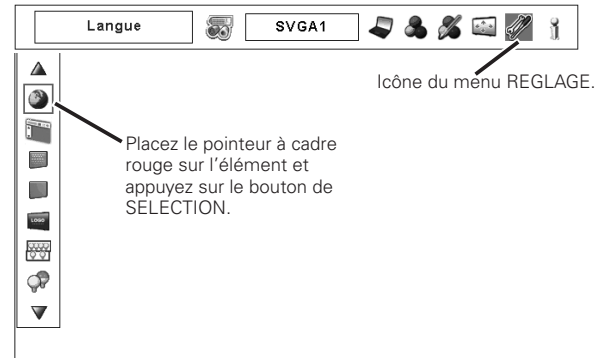 Langue
SVGA1
Icône du menu REGLAGE.
Placez le pointeur à cadre
rouge sur l'élément et
appuyez sur le bouton de
SELECTION.
LOGO